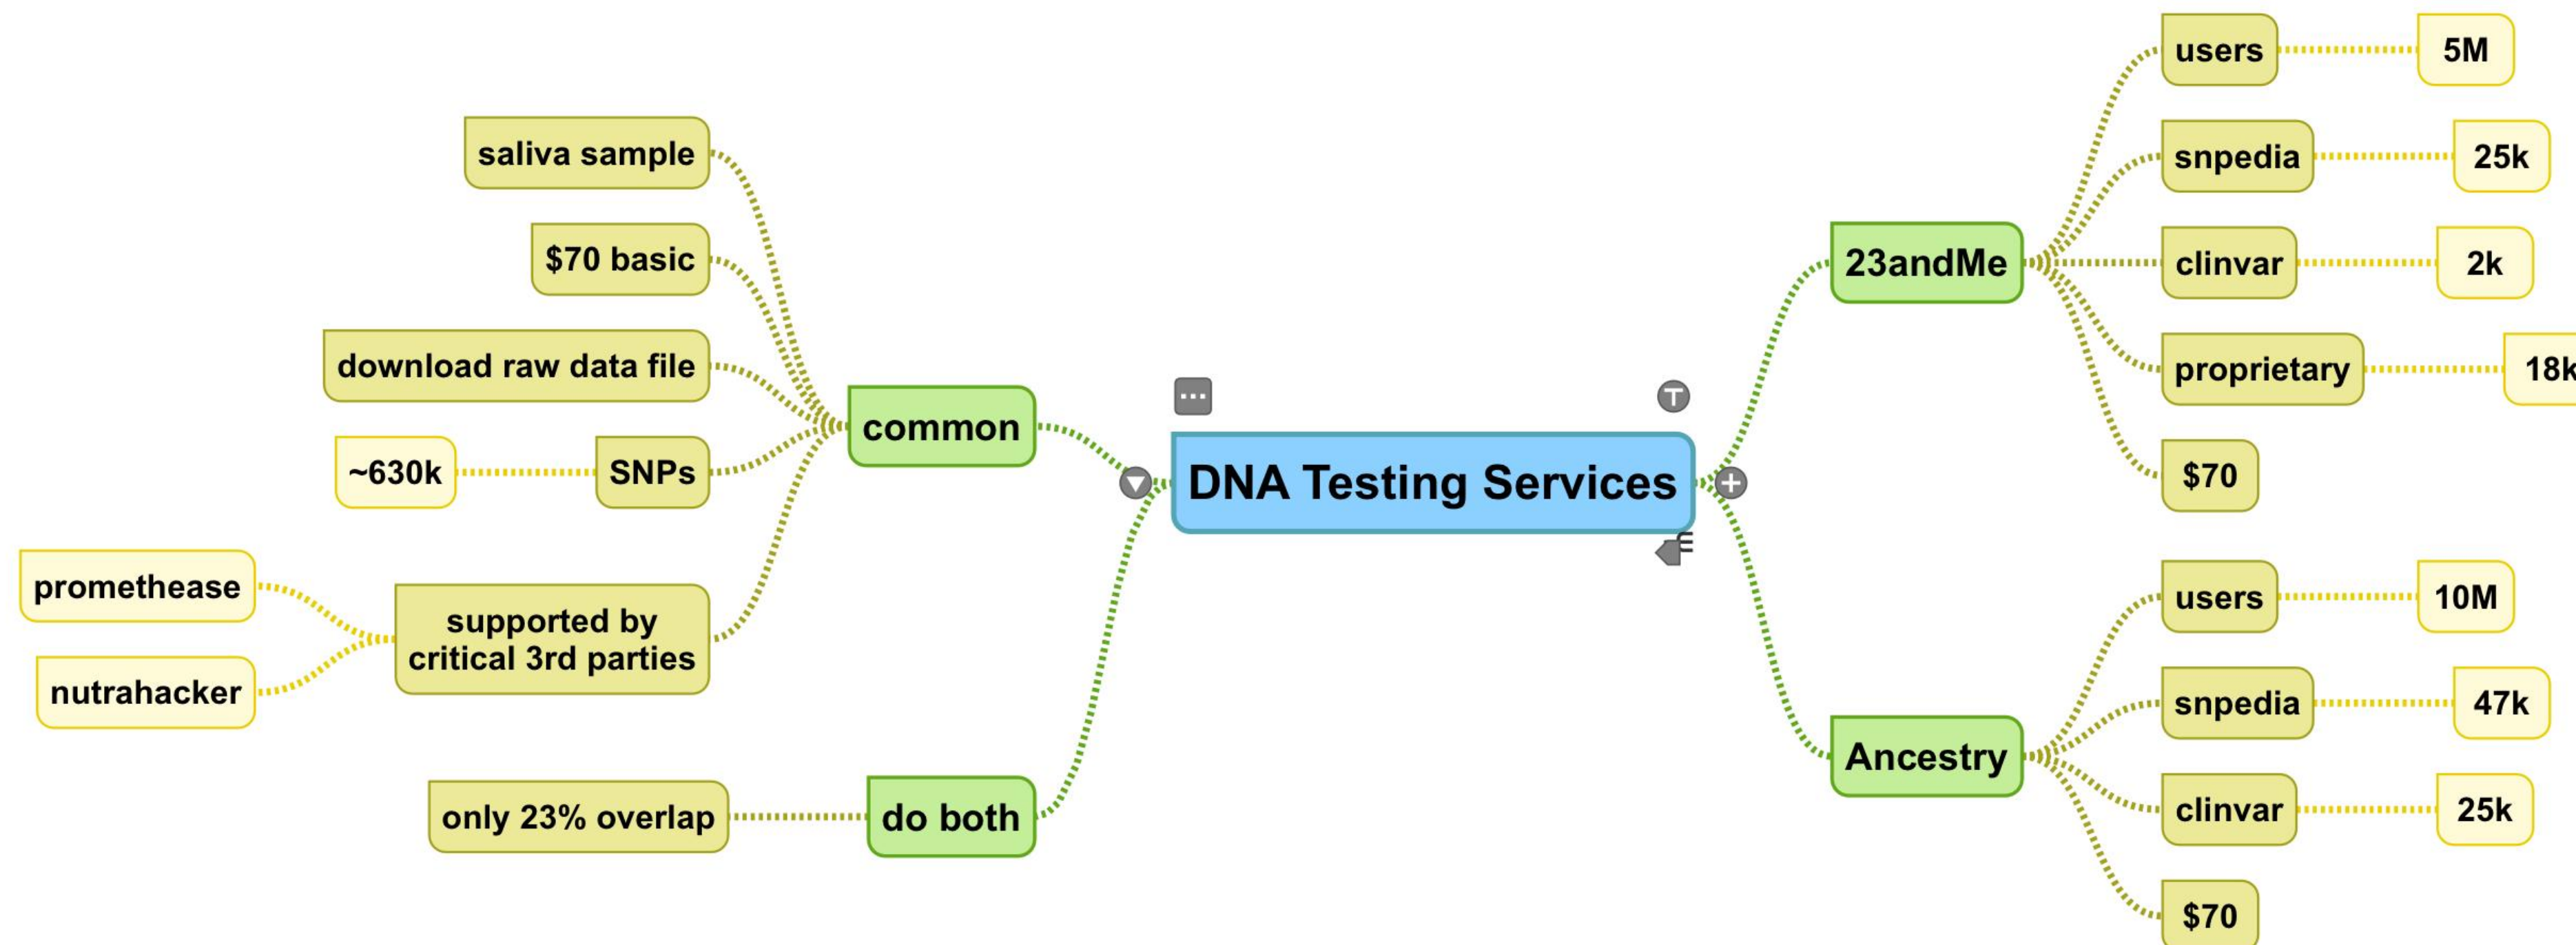 DNA Testing Services
common
saliva sample
$70 basic
download raw data file
SNPs
~630k
supported by
critical 3rd parties
promethease
nutrahacker
do both
only 23% overlap
23andMe
users
5M
snpedia
25k
clinvar
2k
proprietary
18k
$70
Ancestry
users
10M
snpedia
47k
clinvar
25k
$70